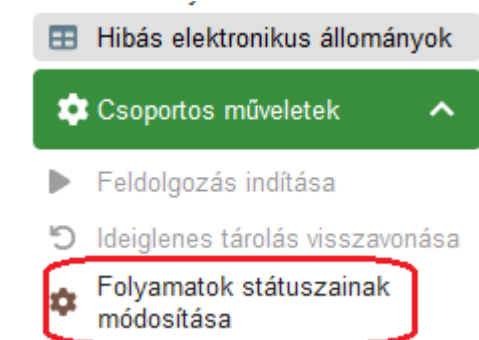 Hibás elektronikus állományok
Csoportos műveletek
Feldolgozás indítása
Ideiglenes tárolás visszavonása
Folyamatok státuszainak
módosítása